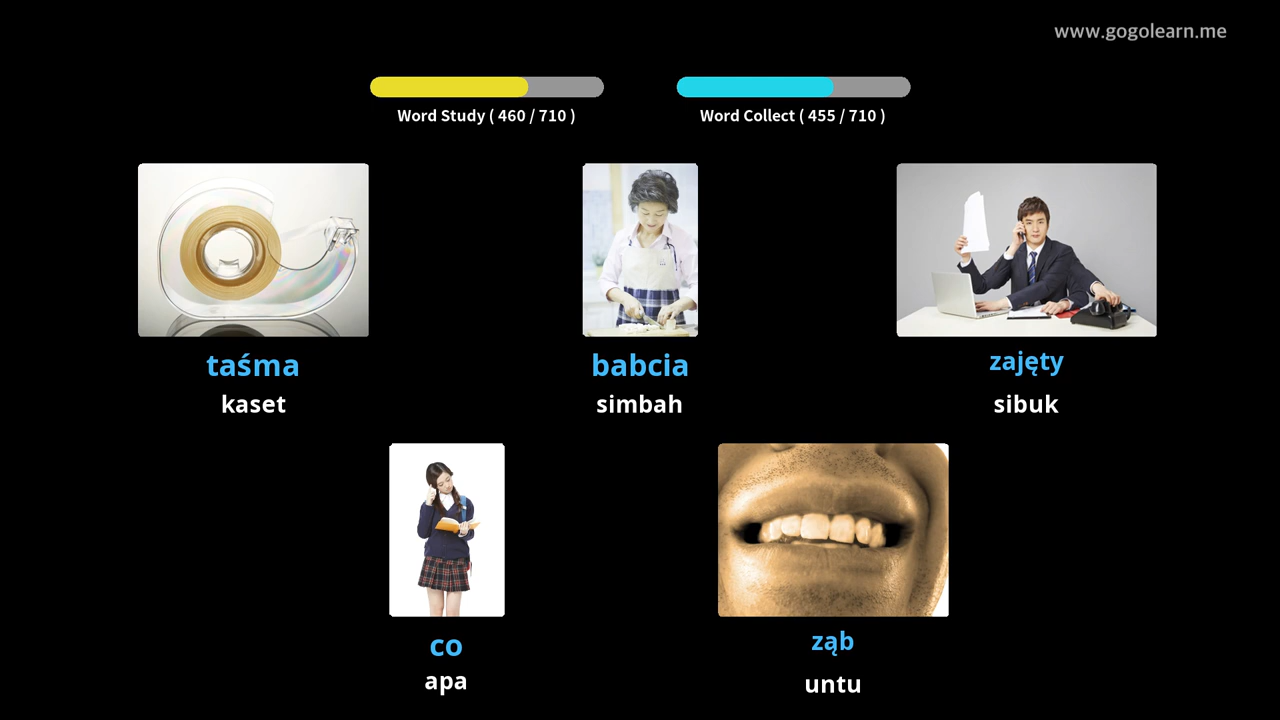 www.gogolearn.me
Word Study ( 460 / 710 )
Word Collect ( 455 / 710 )
taśma
kaset
babcia
simbah
zajęty
sibuk
co
apa
ząb
untu